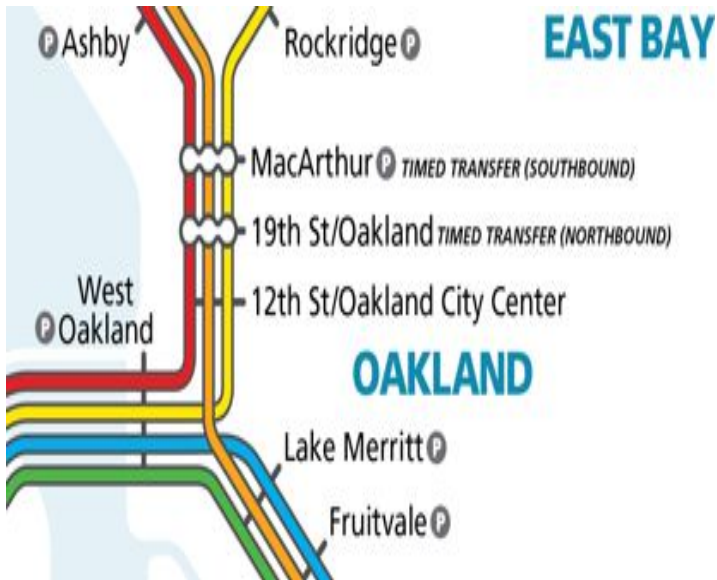 P Ashby
Rockridge P
EAST BAY
MacArthur P TIMED TRANSFER (SOUTHBOUND)
19th St/Oakland TIMED TRANSFER (NORTHBOUND)
West
P Oakland
12th St/Oakland City Center
OAKLAND
Lake Merritt P
Fruitvale P